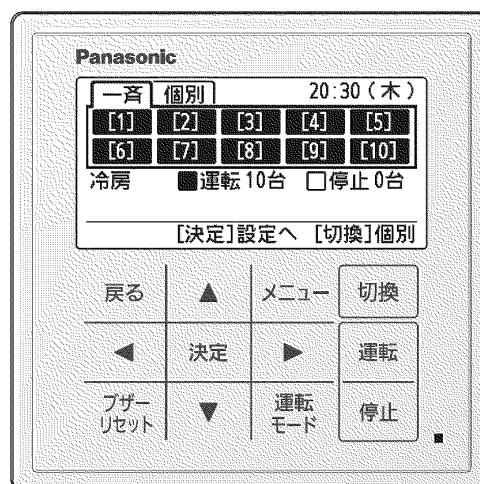 Panasonic
一斉 個別 20:30(木)
[1] [2] [3] [4] [5]
[6] [7] [8] [9] [10]
冷房 ■運転10台 □停止0台
[決定]設定へ [切換]個別
戻る ▲ メニュー 切換
◀ 決定 ▶ 運転
ブザー
リセット ▼ 運転
モード 停止